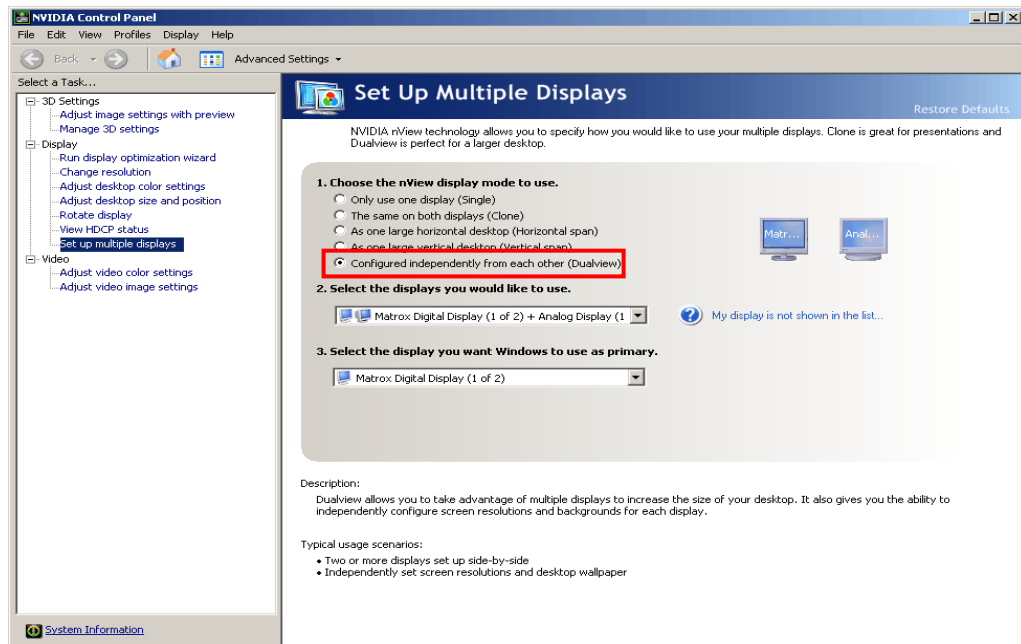 NVIDIA Control Panel
File Edit View Profiles Display Help
Back Advanced Settings
Select a Task...
3D Settings
Adjust image settings with preview
Manage 3D settings
Display
Run display optimization wizard
Change resolution
Adjust desktop color settings
Adjust desktop size and position
Rotate display
View HDCP status
Set up multiple displays
Video
Adjust video color settings
Adjust video image settings
System Information
Set Up Multiple Displays
Restore Defaults
NVIDIA nView technology allows you to specify how you would like to use your multiple displays. Clone is great for presentations and
Dualview is perfect for a larger desktop.
1. Choose the nView display mode to use.
Only use one display (Single)
The same on both displays (Clone)
As one large horizontal desktop (Horizontal span)
As one large vertical desktop (Vertical span)
Configured independently from each other (Dualview)
Matr... Anal...
2. Select the displays you would like to use.
Matrox Digital Display (1 of 2) + Analog Display (1
My display is not shown in the list...
3. Select the display you want Windows to use as primary.
Matrox Digital Display (1 of 2)
Description:
Dualview allows you to take advantage of multiple displays to increase the size of your desktop. It also gives you the ability to
independently configure screen resolutions and backgrounds for each display.
Typical usage scenarios:
• Two or more displays set up side-by-side
• Independently set screen resolutions and desktop wallpaper